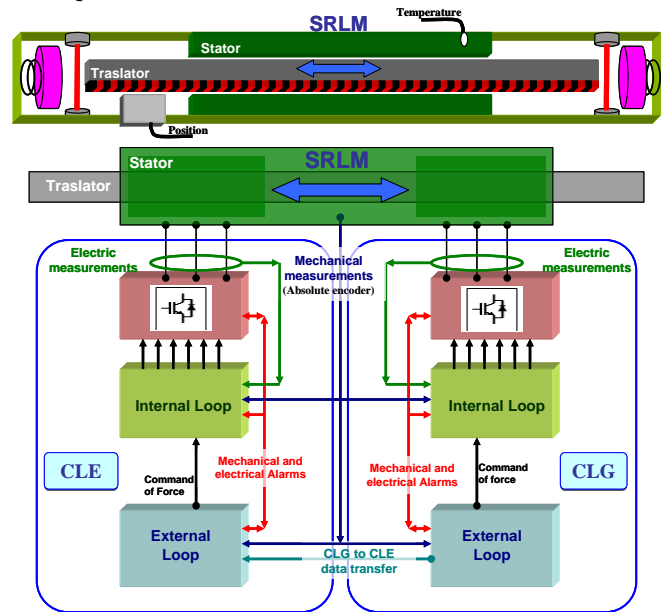 Temperature
SRLM
Stator
Traslator
Position
Stator
SRLM
Traslator
Electric
measurements
Mechanical
measurements
(Absolute encoder)
Electric
measurements
Internal Loop
Internal Loop
CLE
Command
of Force
Mechanical and
electrical Alarms
Mechanical and
electrical Alarms
Command
of force
CLG
External
Loop
CLG to CLE
data transfer
External
Loop